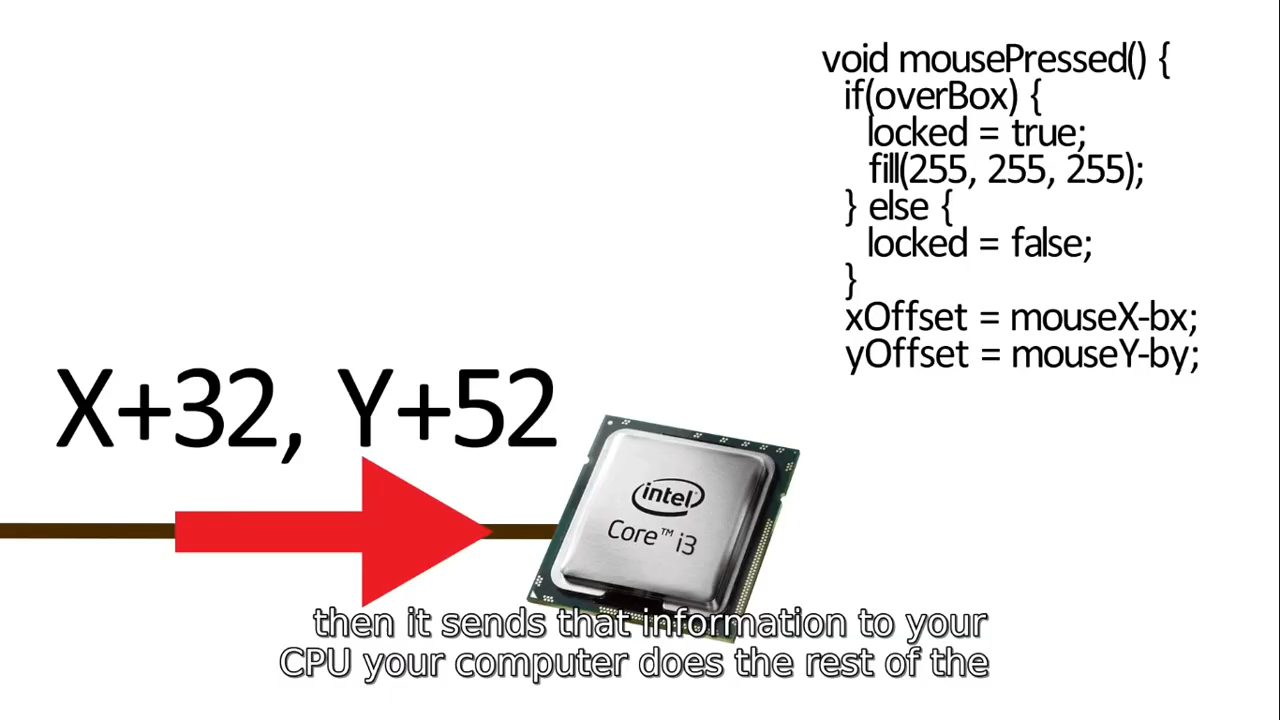 void mousePressed() {
if(overBox) {
locked = true;
fill(255, 255, 255);
} else {
locked = false;
}
xOffset = mouseX-bx;
yOffset = mouseY-by;
X+32, Y+52
intel
Core™ i3
then it sends that information to your
CPU your computer does the rest of the